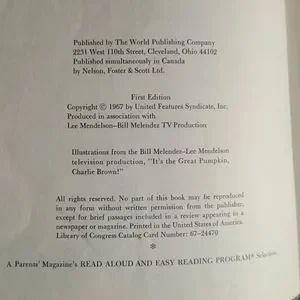 Published by The World Publishing Company
2231 West 110th Street, Cleveland, Ohio 44102
Published simultaneously in Canada
by Nelson, Foster & Scott Ltd.
First Edition
Copyright © 1967 by United Features Syndicate, Inc.
Produced in association with
Lee Mendelson–Bill Melendez TV Production
Illustrations from the Bill Melendez–Lee Mendelson
television production, "It's the Great Pumpkin,
Charlie Brown!"
All rights reserved. No part of this book may be reproduced
in any form without written permission from the publisher,
except for brief passages included in a review appearing in a
newspaper or magazine. Printed in the United States of America.
Library of Congress Catalog Card Number: 67–24470
*
A Parents' Magazine's READ ALOUD AND EASY READING PROGRAM Selection.